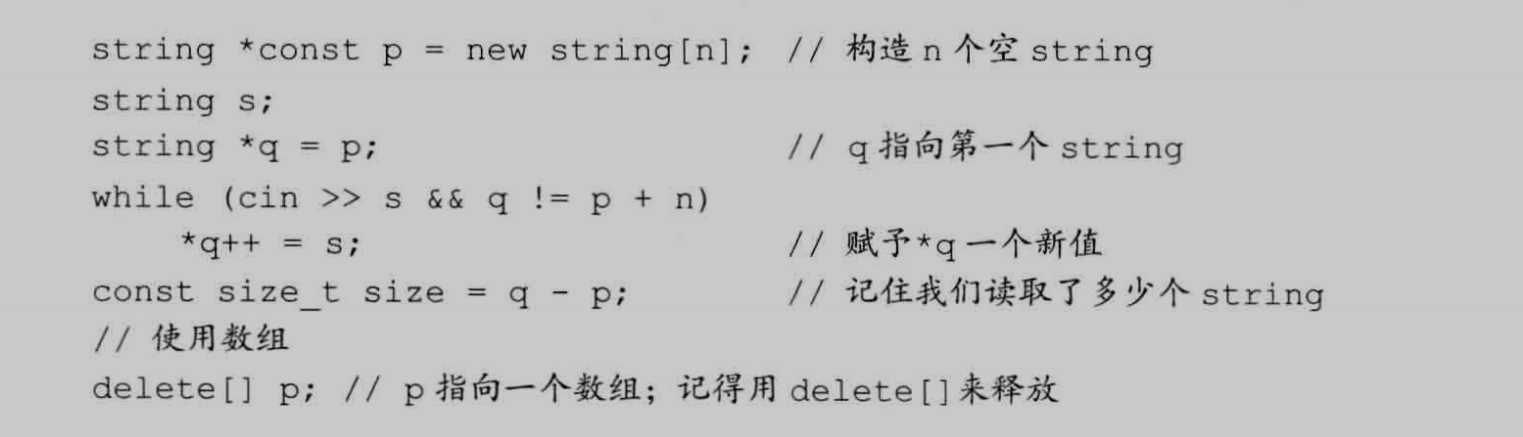 string *const p = new string[n]; // 构造 n 个空 string
string s;
string *q = p; // q 指向第一个 string
while (cin >> s && q != p + n)
*q++ = s; // 赋予*q 一个新值
const size_t size = q - p; // 记住我们读取了多少个 string
// 使用数组
delete[] p; // p 指向一个数组；记得用 delete[]来释放